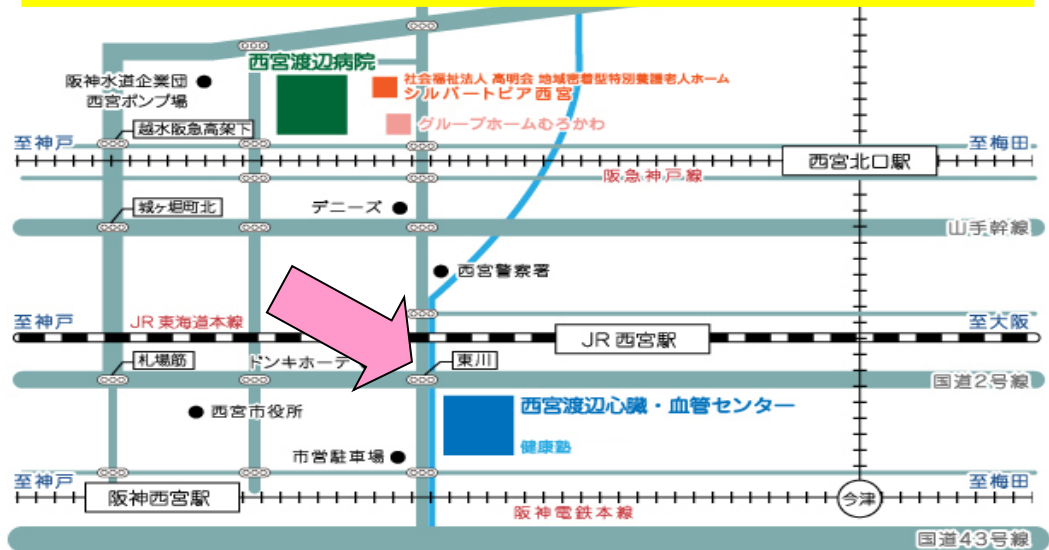 西宮渡辺病院
阪神水道企業団
西宮ポンプ場
社会福祉法人 高明会 地域密着型特別養護老人ホーム
シルバートピア西宮
グループホームむろかわ
越水阪急高架下
至神戸
至梅田
西宮北口駅
阪急神戸線
城ヶ堀町北
デニーズ
山手幹線
西宮警察署
至神戸
JR東海道本線
至大阪
JR西宮駅
札場筋
ドンキホーテ
東川
国道2号線
西宮渡辺心臓・血管センター
西宮市役所
健康塾
市営駐車場
至神戸
至梅田
阪神西宮駅
今津
阪神電鉄本線
国道43号線